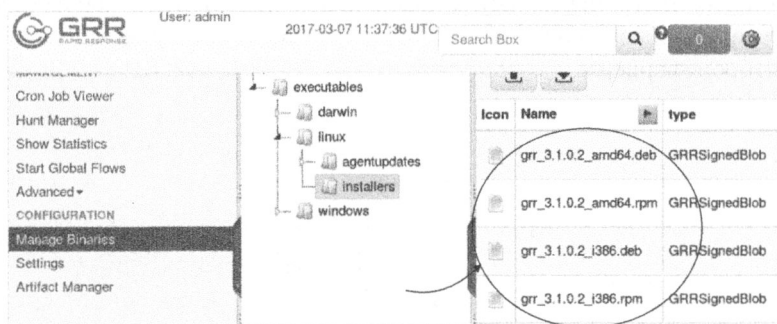 GRR
RAPID RESPONSE
User: admin
2017-03-07 11:37:36 UTC
Search Box
0
MANAGEMENT
Cron Job Viewer
Hunt Manager
Show Statistics
Start Global Flows
Advanced
CONFIGURATION
Manage Binaries
Settings
Artifact Manager
executables
darwin
linux
agentupdates
installers
windows
Icon Name type
grr_3.1.0.2_amd64.deb GRRSignedBlob
grr_3.1.0.2_amd64.rpm GRRSignedBlob
grr_3.1.0.2_i386.deb GRRSignedBlob
grr_3.1.0.2_i386.rpm GRRSignedBlob